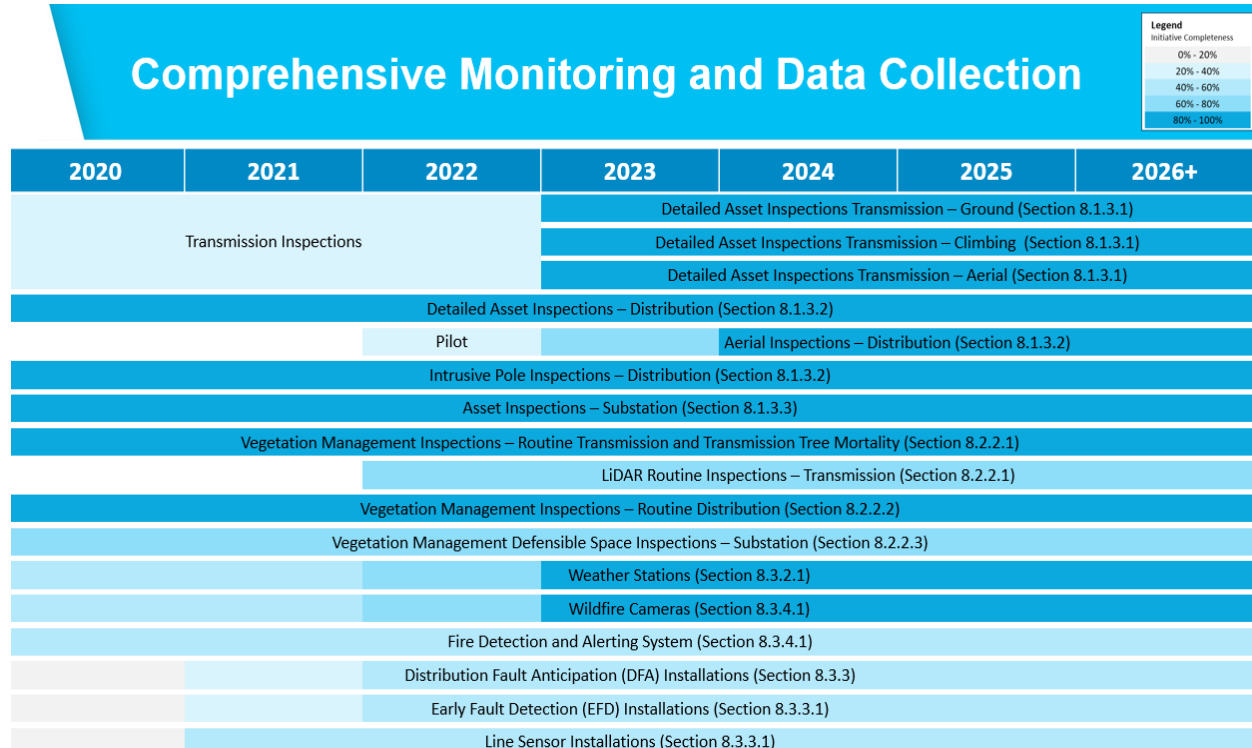 Comprehensive Monitoring and Data Collection
Legend
Initiative Completeness
0% - 20%
20% - 40%
40% - 60%
60% - 80%
80% - 100%
2020 2021 2022 2023 2024 2025 2026+
Transmission Inspections
Detailed Asset Inspections Transmission – Ground (Section 8.1.3.1)
Detailed Asset Inspections Transmission – Climbing (Section 8.1.3.1)
Detailed Asset Inspections Transmission – Aerial (Section 8.1.3.1)
Detailed Asset Inspections – Distribution (Section 8.1.3.2)
Pilot Aerial Inspections – Distribution (Section 8.1.3.2)
Intrusive Pole Inspections – Distribution (Section 8.1.3.2)
Asset Inspections – Substation (Section 8.1.3.3)
Vegetation Management Inspections – Routine Transmission and Transmission Tree Mortality (Section 8.2.2.1)
LiDAR Routine Inspections – Transmission (Section 8.2.2.1)
Vegetation Management Inspections – Routine Distribution (Section 8.2.2.2)
Vegetation Management Defensible Space Inspections – Substation (Section 8.2.2.3)
Weather Stations (Section 8.3.2.1)
Wildfire Cameras (Section 8.3.4.1)
Fire Detection and Alerting System (Section 8.3.4.1)
Distribution Fault Anticipation (DFA) Installations (Section 8.3.3)
Early Fault Detection (EFD) Installations (Section 8.3.3.1)
Line Sensor Installations (Section 8.3.3.1)